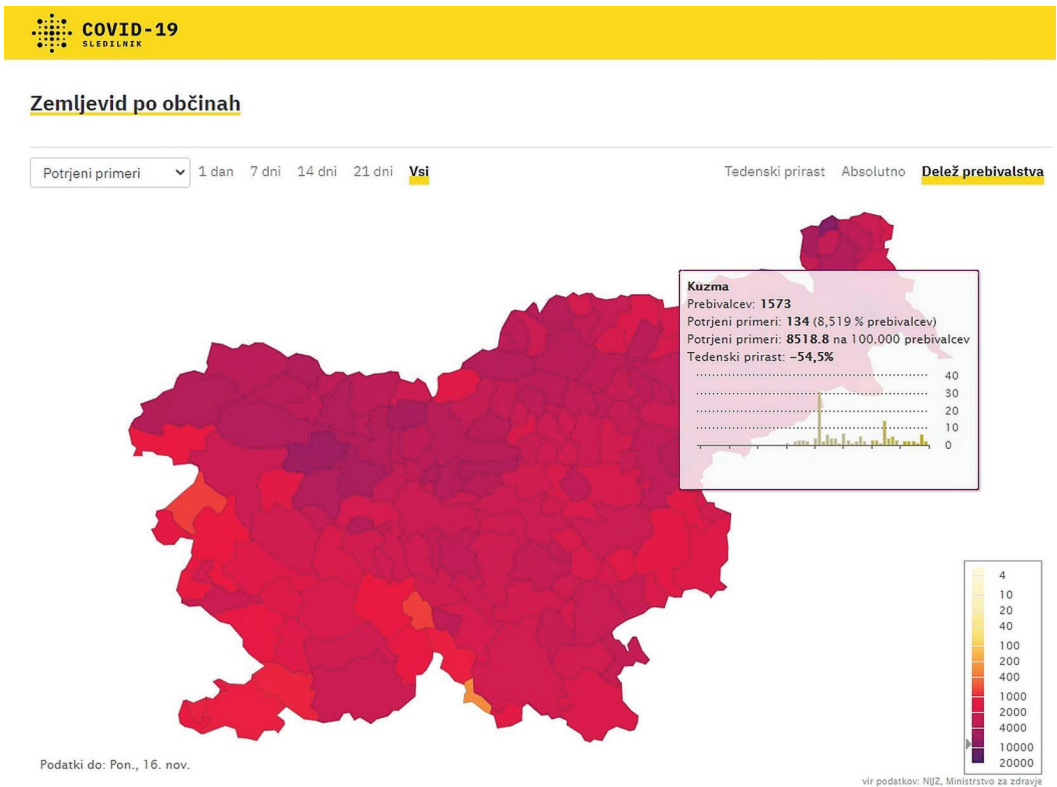 COVID-19
SLEDILNIK
Zemljevid po občinah
Potrjeni primeri 1 dan 7 dni 14 dni 21 dni Vsi Tedenski prirast Absolutno Delež prebivalstva
Kuzma
Prebivalcev: 1573
Potrjeni primeri: 134 (8,519 % prebivalcev)
Potrjeni primeri: 8518.8 na 100.000 prebivalcev
Tedenski prirast: −54,5%
40
30
20
10
0
4
10
20
40
100
200
400
1000
2000
4000
10000
20000
Podatki do: Pon., 16. nov.
vir podatkov: NIJZ, Ministrstvo za zdravje